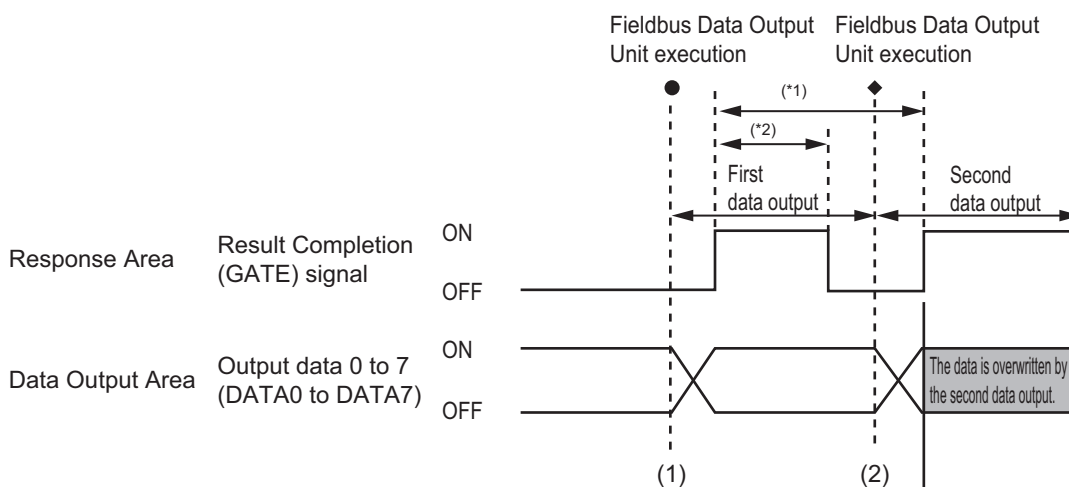 Fieldbus Data Output
Unit execution
Fieldbus Data Output
Unit execution
(*1)
(*2)
First
data output
Second
data output
Response Area
Result Completion
(GATE) signal
ON
OFF
Data Output Area
Output data 0 to 7
(DATA0 to DATA7)
ON
OFF
The data is overwritten by
the second data output.
(1)
(2)